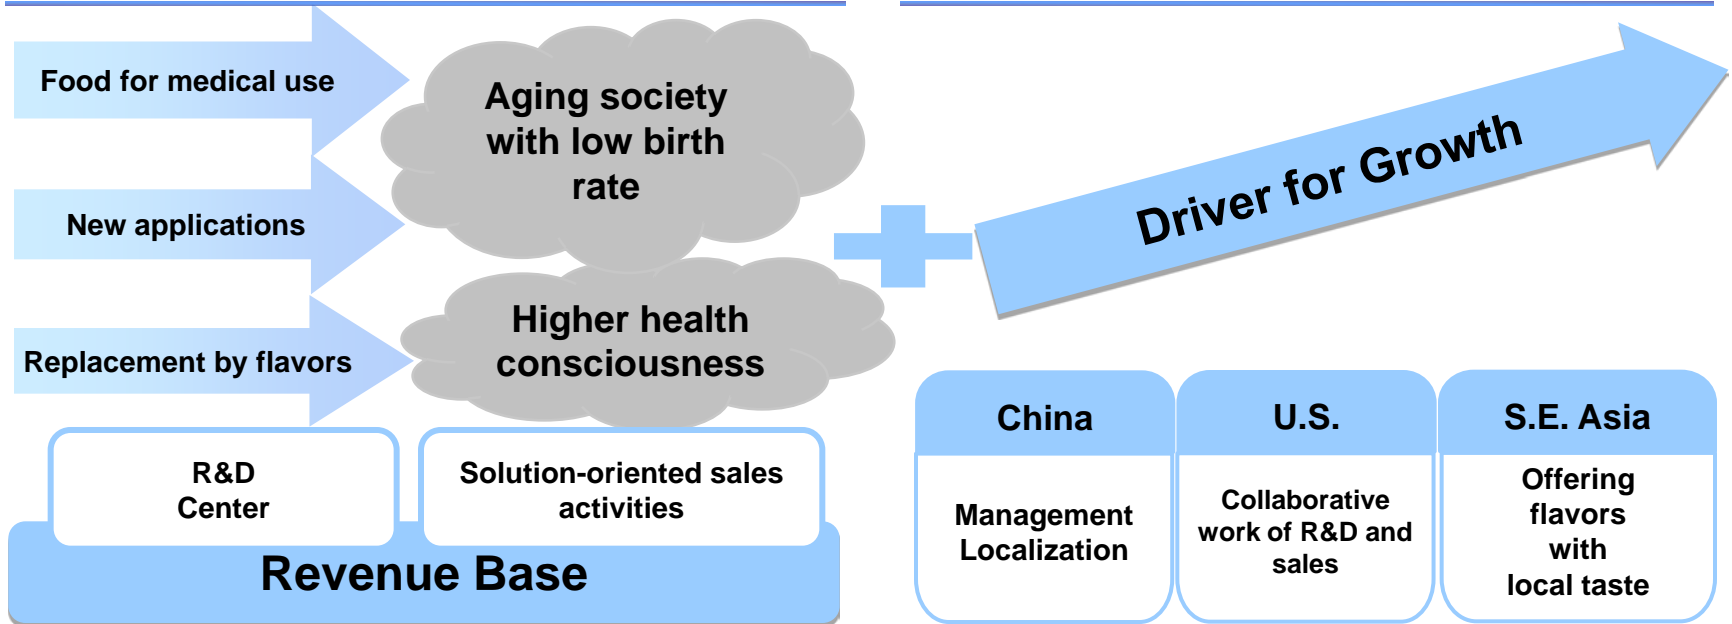 Food for medical use
New applications
Replacement by flavors
Aging society
with low birth
rate
Higher health
consciousness
R&D
Center
Solution-oriented sales
activities
Revenue Base
Driver for Growth
China
Management
Localization
U.S.
Collaborative
work of R&D and
sales
S.E. Asia
Offering
flavors
with
local taste